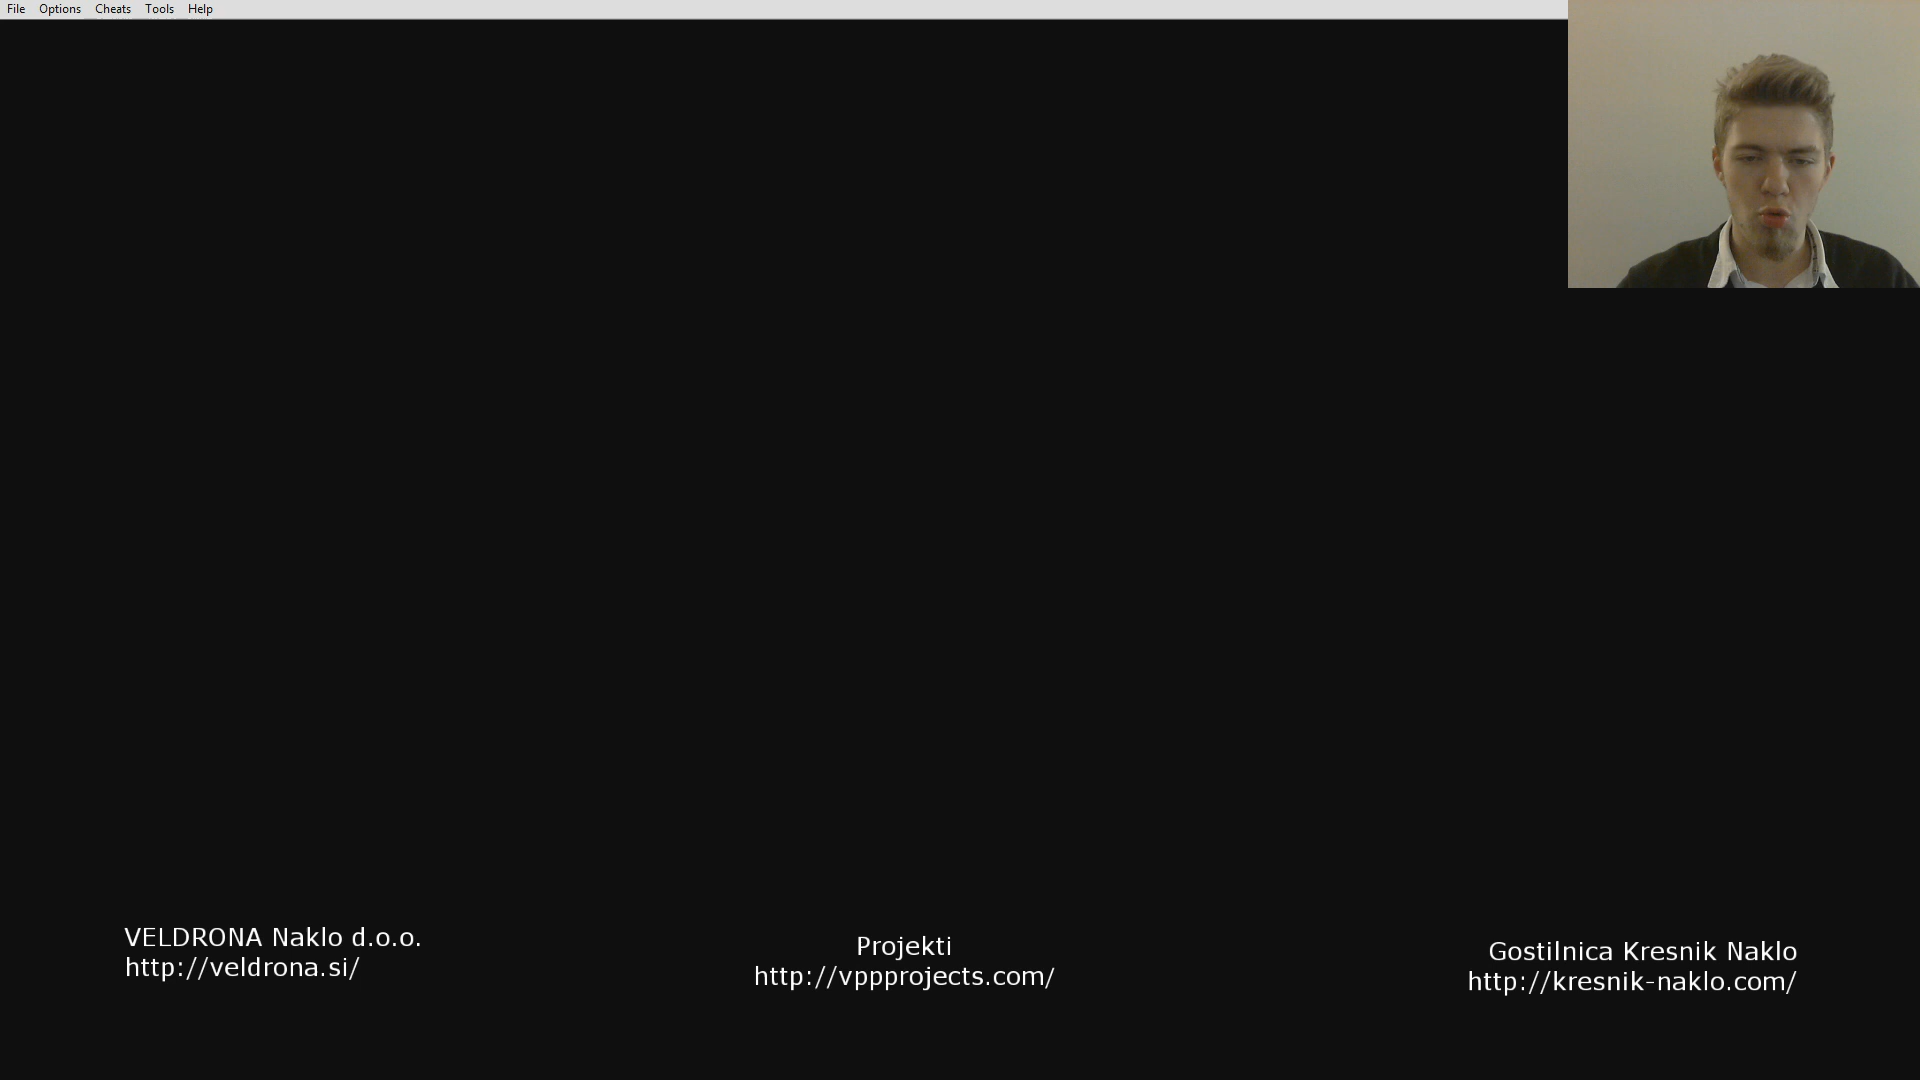 File Options Cheats Tools Help
VELDRONA Naklo d.o.o.
http://veldrona.si/
Projekti
http://vppprojects.com/
Gostilnica Kresnik Naklo
http://kresnik-naklo.com/